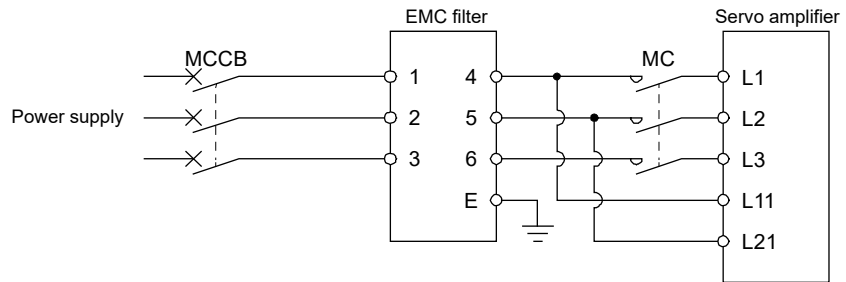 EMC filter
Servo amplifier
MCCB
MC
1
4
L1
Power supply
2
5
L2
3
6
L3
E
L11
L21